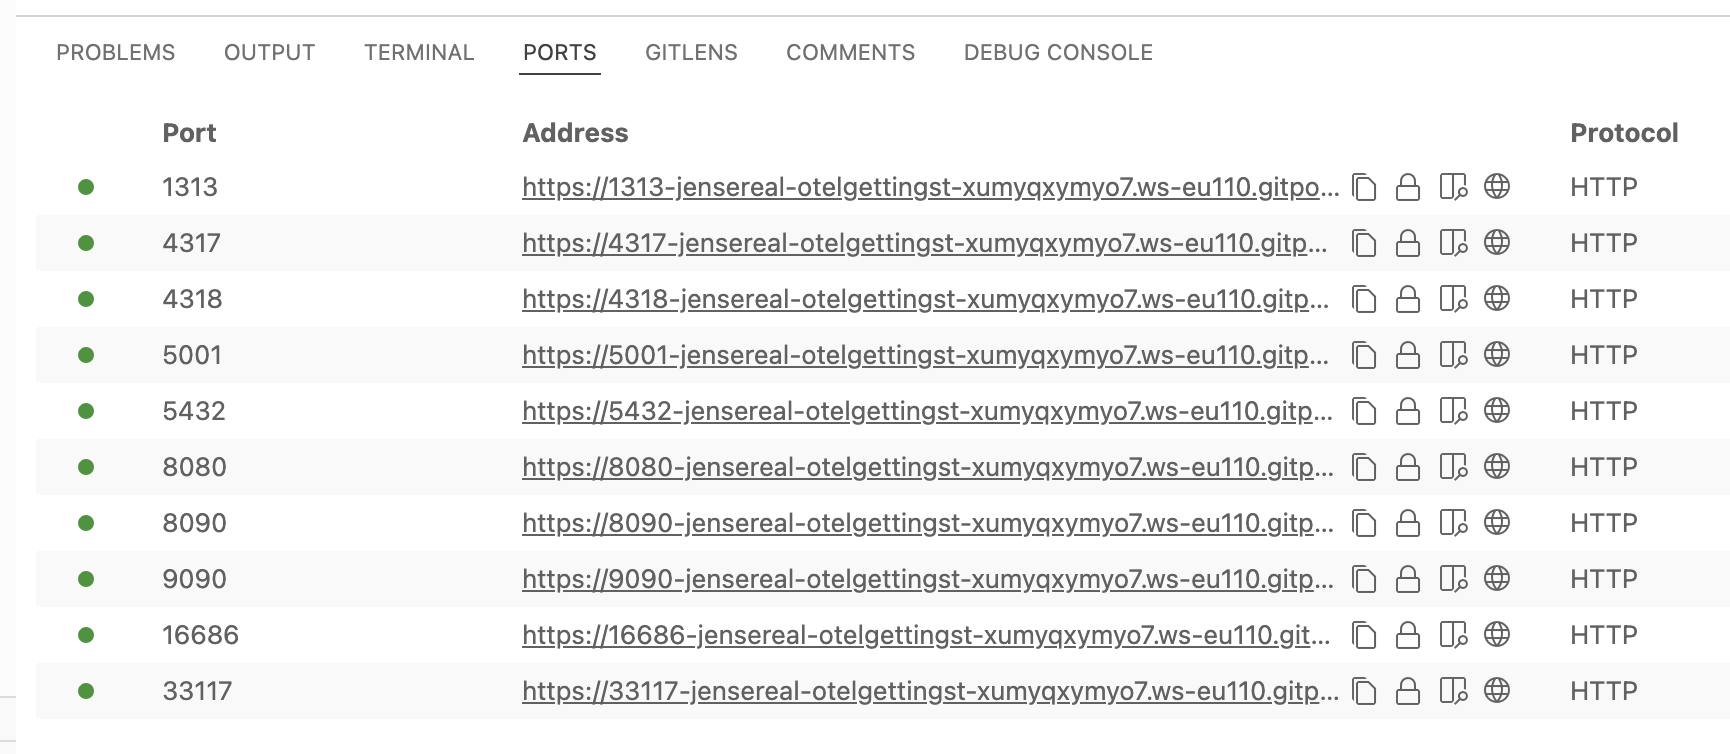 PROBLEMS OUTPUT TERMINAL PORTS GITLENS COMMENTS DEBUG CONSOLE
Port Address Protocol
1313 https://1313-jensereal-otelgettingst-xumyqxymyo7.ws-eu110.gitpo... HTTP
4317 https://4317-jensereal-otelgettingst-xumyqxymyo7.ws-eu110.gitp... HTTP
4318 https://4318-jensereal-otelgettingst-xumyqxymyo7.ws-eu110.gitp... HTTP
5001 https://5001-jensereal-otelgettingst-xumyqxymyo7.ws-eu110.gitp... HTTP
5432 https://5432-jensereal-otelgettingst-xumyqxymyo7.ws-eu110.gitp... HTTP
8080 https://8080-jensereal-otelgettingst-xumyqxymyo7.ws-eu110.gitp... HTTP
8090 https://8090-jensereal-otelgettingst-xumyqxymyo7.ws-eu110.gitp... HTTP
9090 https://9090-jensereal-otelgettingst-xumyqxymyo7.ws-eu110.gitp... HTTP
16686 https://16686-jensereal-otelgettingst-xumyqxymyo7.ws-eu110.git... HTTP
33117 https://33117-jensereal-otelgettingst-xumyqxymyo7.ws-eu110.gitp... HTTP